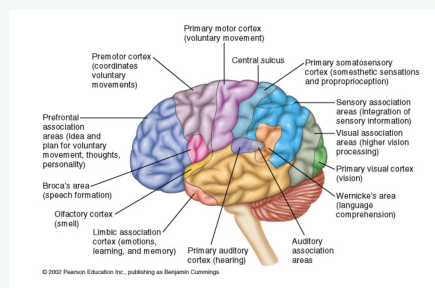 Primary motor cortex
(voluntary movement)
Premotor cortex
(coordinates
voluntary
movements)
Central sulcus
Primary somatosensory
cortex (somesthetic sensations
and proprioprception)
Prefrontal
association
areas (idea and
plan for voluntary
movement, thoughts,
personality)
Sensory association
areas (integration of
sensory information)
Visual association
areas (higher vision
processing)
Primary visual cortex
(vision)
Broca's area
(speech formation)
Wernicke's area
(language
comprehension)
Olfactory cortex
(smell)
Limbic association
cortex (emotions,
learning, and memory)
Primary auditory
cortex (hearing)
Auditory
association
areas
© 2002 Pearson Education Inc., publishing as Benjamin Cummings